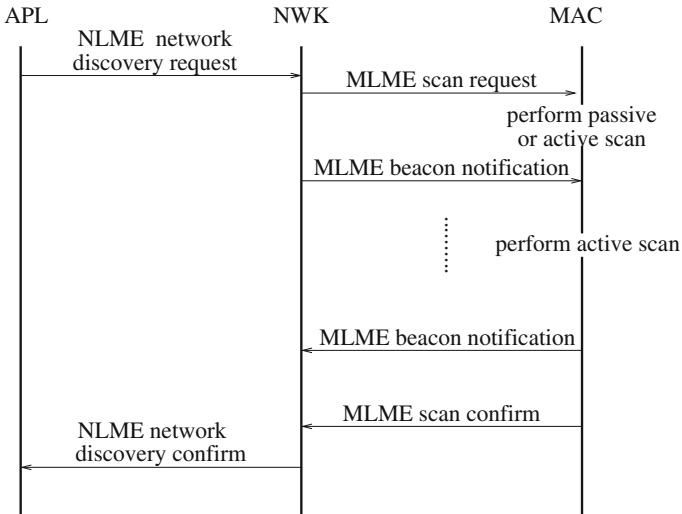 APL
NWK
MAC
NLME network
discovery request
MLME scan request
perform passive
or active scan
MLME beacon notification
perform active scan
MLME beacon notification
MLME scan confirm
NLME network
discovery confirm